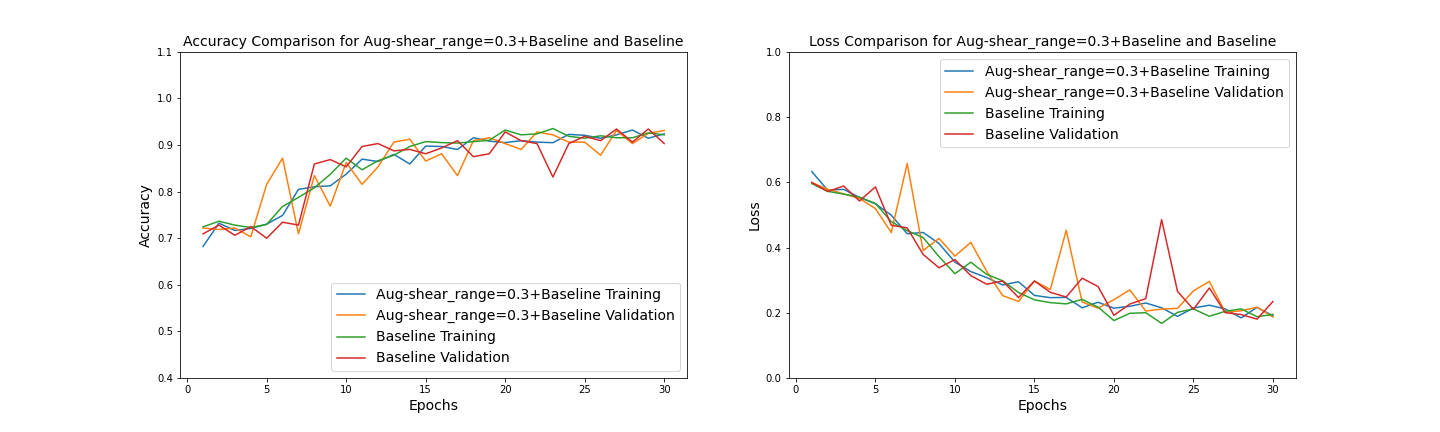 Accuracy Comparison for Aug-shear_range=0.3+Baseline and Baseline
1.1
1.0
0.9
0.8
0.7
0.6
0.5
0.4
Accuracy
0
5
10
15
20
25
30
Epochs
Aug-shear_range=0.3+Baseline Training
Aug-shear_range=0.3+Baseline Validation
Baseline Training
Baseline Validation
Loss Comparison for Aug-shear_range=0.3+Baseline and Baseline
1.0
0.8
0.6
0.4
0.2
0.0
Loss
0
5
10
15
20
25
30
Epochs
Aug-shear_range=0.3+Baseline Training
Aug-shear_range=0.3+Baseline Validation
Baseline Training
Baseline Validation